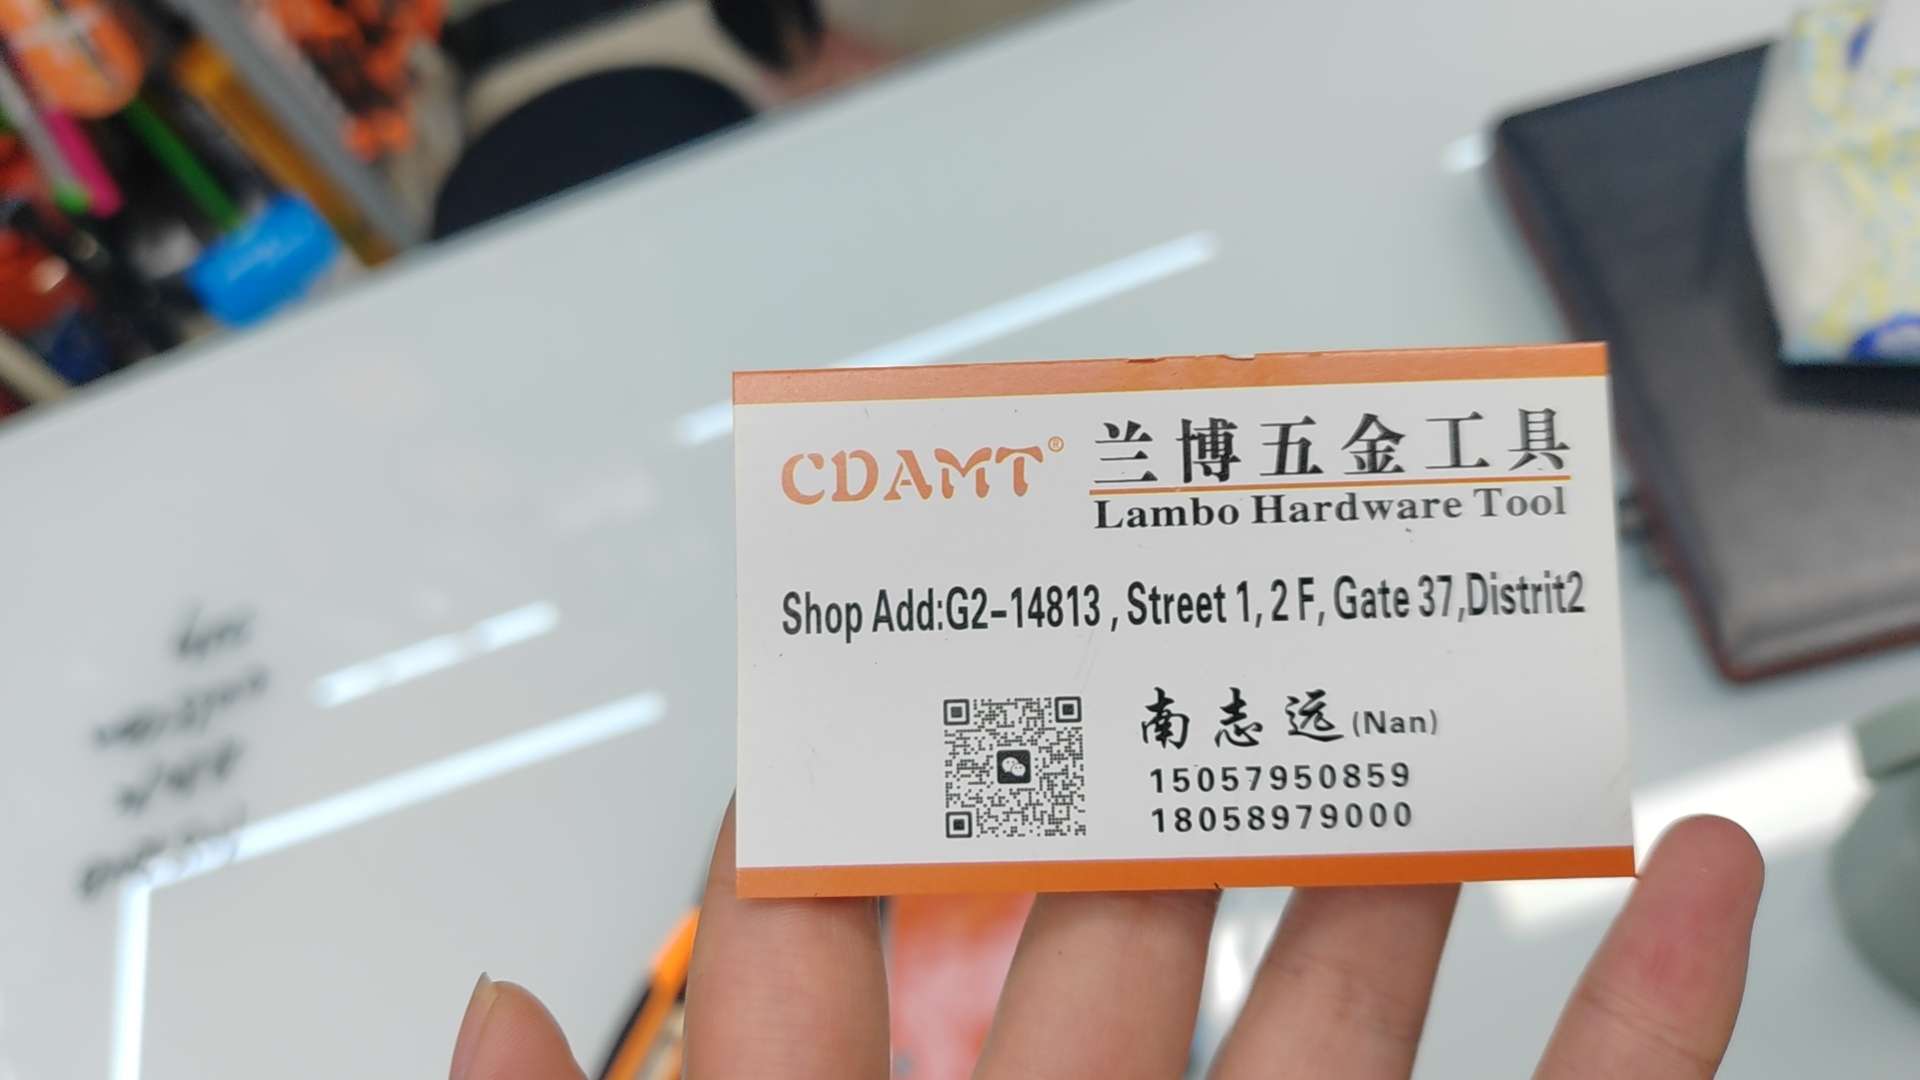 CDAMT® 兰博五金工具
Lambo Hardware Tool
Shop Add:G2-14813 , Street 1, 2 F, Gate 37,Distrit2
南志远 (Nan)
15057950859
18058979000